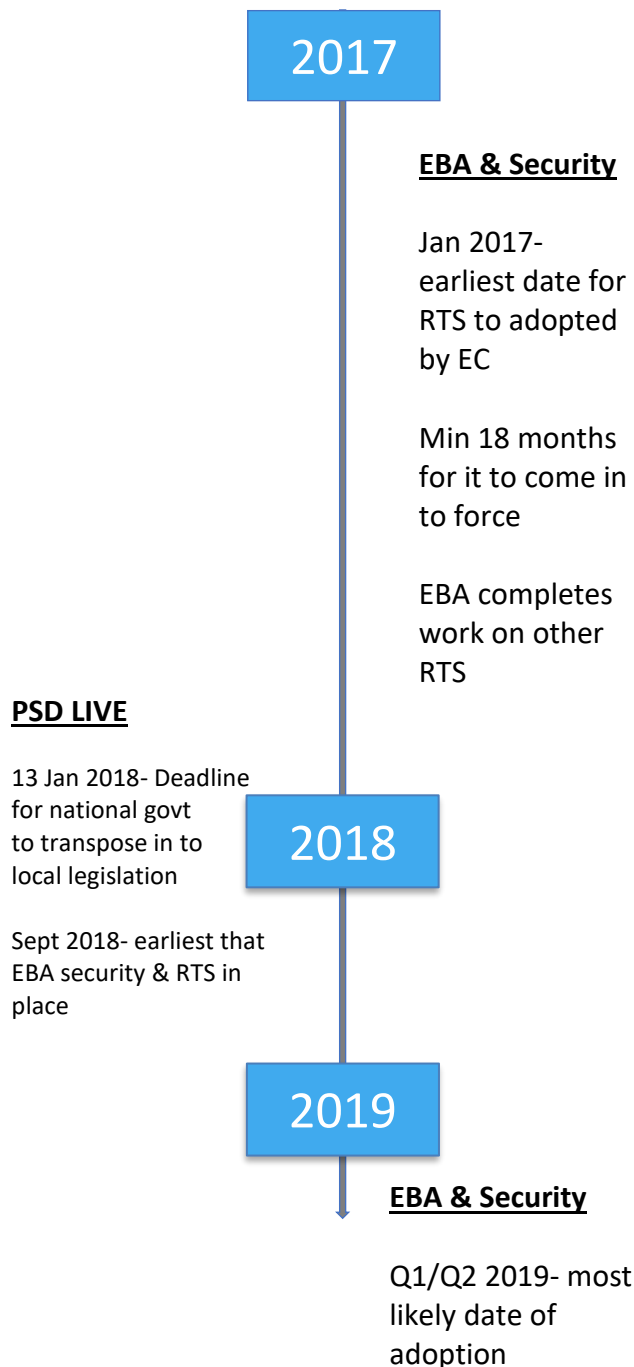 2017
EBA & Security
Jan 2017-
earliest date for
RTS to adopted
by EC
Min 18 months
for it to come in
to force
EBA completes
work on other
RTS
PSD LIVE
13 Jan 2018- Deadline
for national govt
to transpose in to
local legislation
2018
Sept 2018- earliest that
EBA security & RTS in
place
2019
EBA & Security
Q1/Q2 2019- most
likely date of
adoption